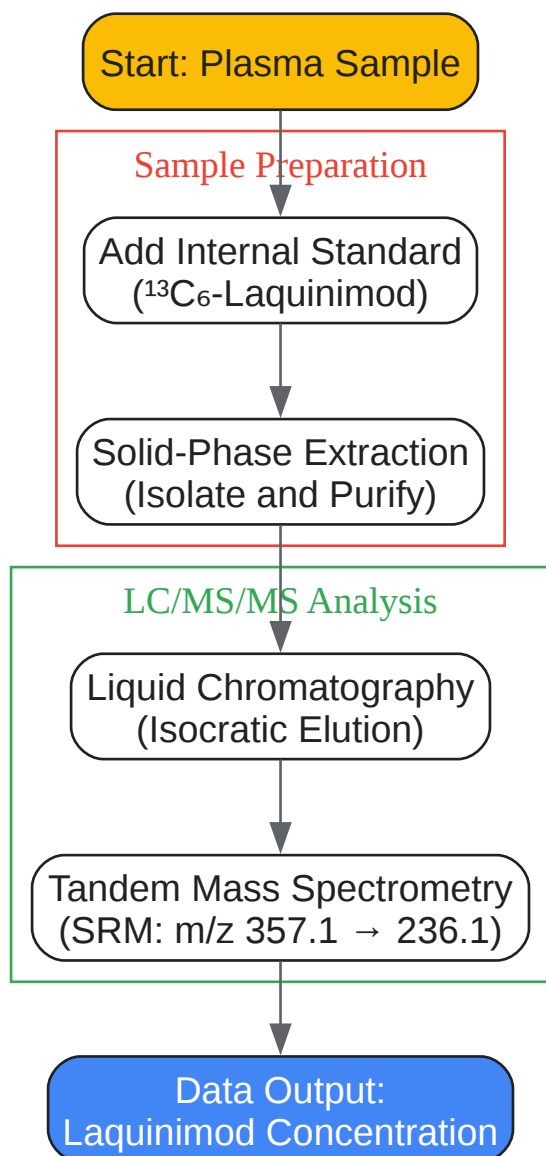 Start: Plasma Sample
Sample Preparation
Add Internal Standard
(¹³C₆-Laquinimod)
Solid-Phase Extraction
(Isolate and Purify)
LC/MS/MS Analysis
Liquid Chromatography
(Isocratic Elution)
Tandem Mass Spectrometry
(SRM: m/z 357.1 → 236.1)
Data Output:
Laquinimod Concentration